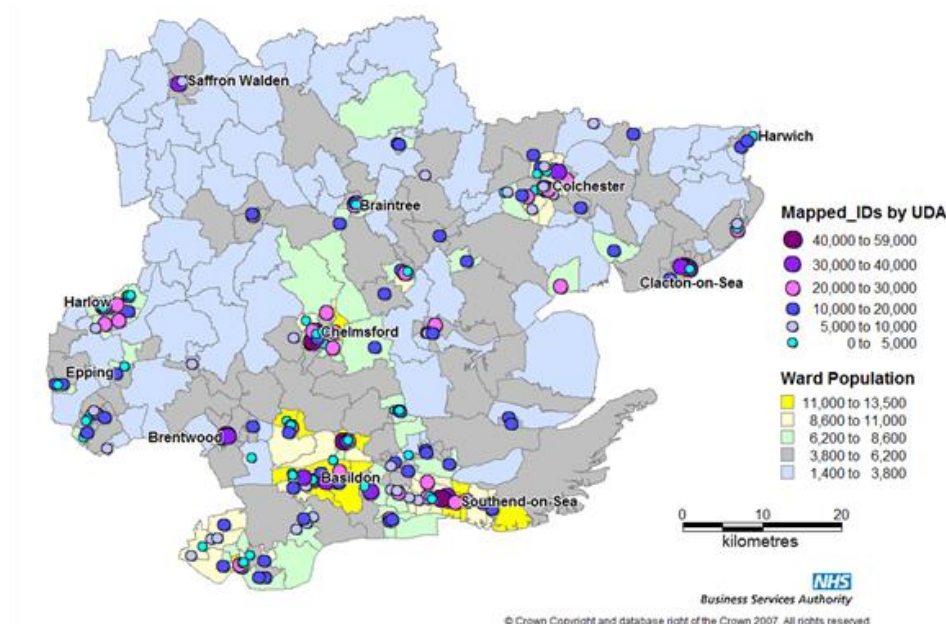 Saffron Walden
Harwich
Colchester
Braintree
Mapped_IDs by UDA
40,000 to 59,000
30,000 to 40,000
20,000 to 30,000
10,000 to 20,000
5,000 to 10,000
0 to 5,000
Clacton-on-Sea
Harlow
Chelmsford
Epping
Ward Population
11,000 to 13,500
8,600 to 11,000
6,200 to 8,600
3,800 to 6,200
1,400 to 3,800
Brentwood
Basildon
Southend-on-Sea
0 10 20
kilometres
NHS
Business Services Authority
© Crown Copyright and database right of the Crown 2007. All rights reserved